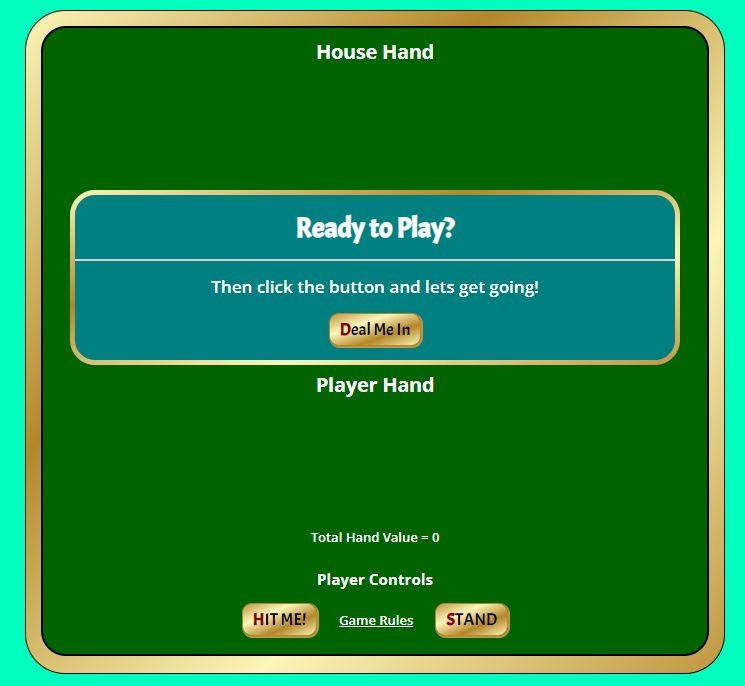 House Hand
Ready to Play?
Then click the button and lets get going!
Deal Me In
Player Hand
Total Hand Value = 0
Player Controls
HIT ME! Game Rules STAND